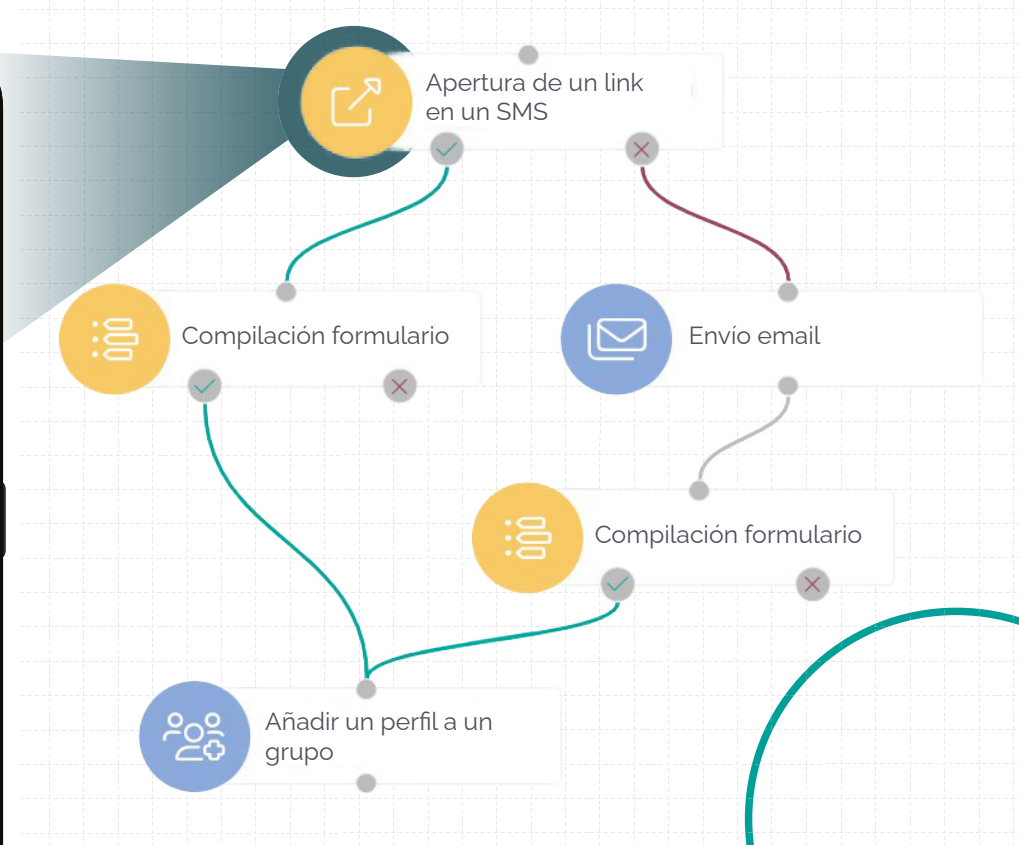 Apertura de un link
en un SMS
Compilación formulario
Envío email
Compilación formulario
Añadir un perfil a un
grupo